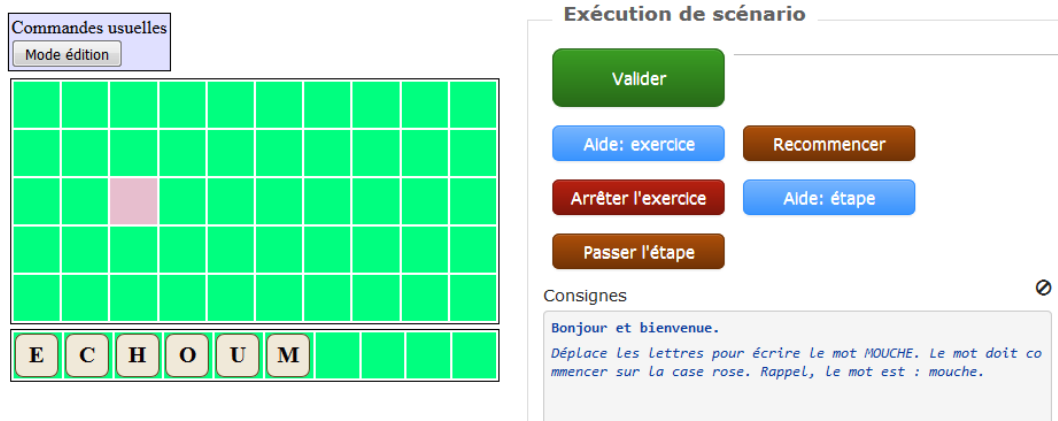 Commandes usuelles
Mode édition
E C H O U M
Exécution de scénario
Valider
Aide: exercice
Recommencer
Arrêter l'exercice
Aide: étape
Passer l'étape
Consignes
Bonjour et bienvenue.
Déplace les lettres pour écrire le mot MOUCHE. Le mot doit co
mmencer sur la case rose. Rappel, le mot est : mouche.